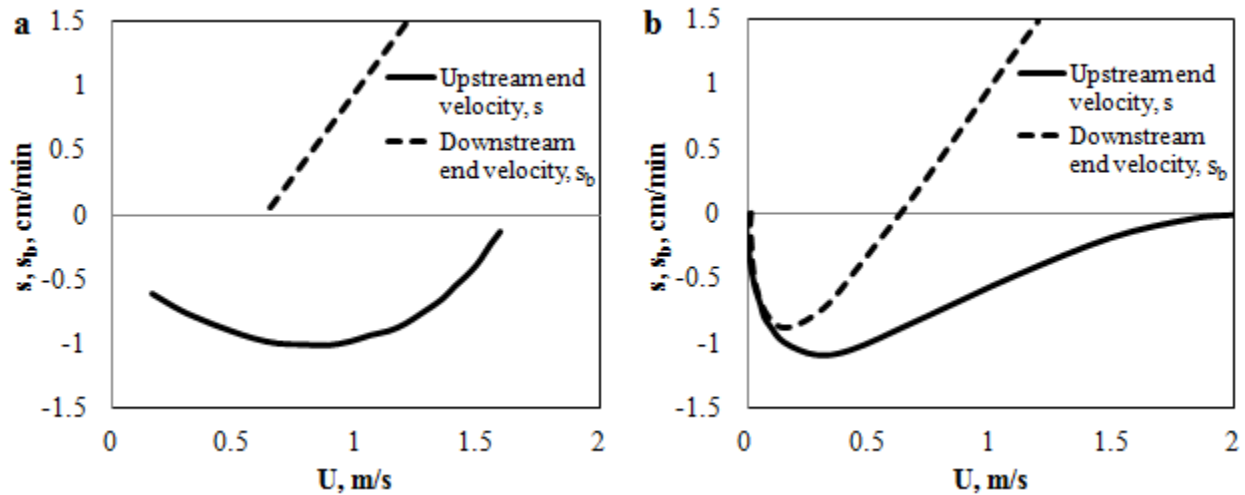 a
1.5
1
0.5
0
-0.5
-1
-1.5
s, s_b, cm/min
Upstream end
velocity, s
Downstream
end velocity, s_b
0
0.5
1
1.5
2
U, m/s
b
1.5
1
0.5
0
-0.5
-1
-1.5
s, s_b, cm/min
Upstream end
velocity, s
Downstream
end velocity, s_b
0
0.5
1
1.5
2
U, m/s